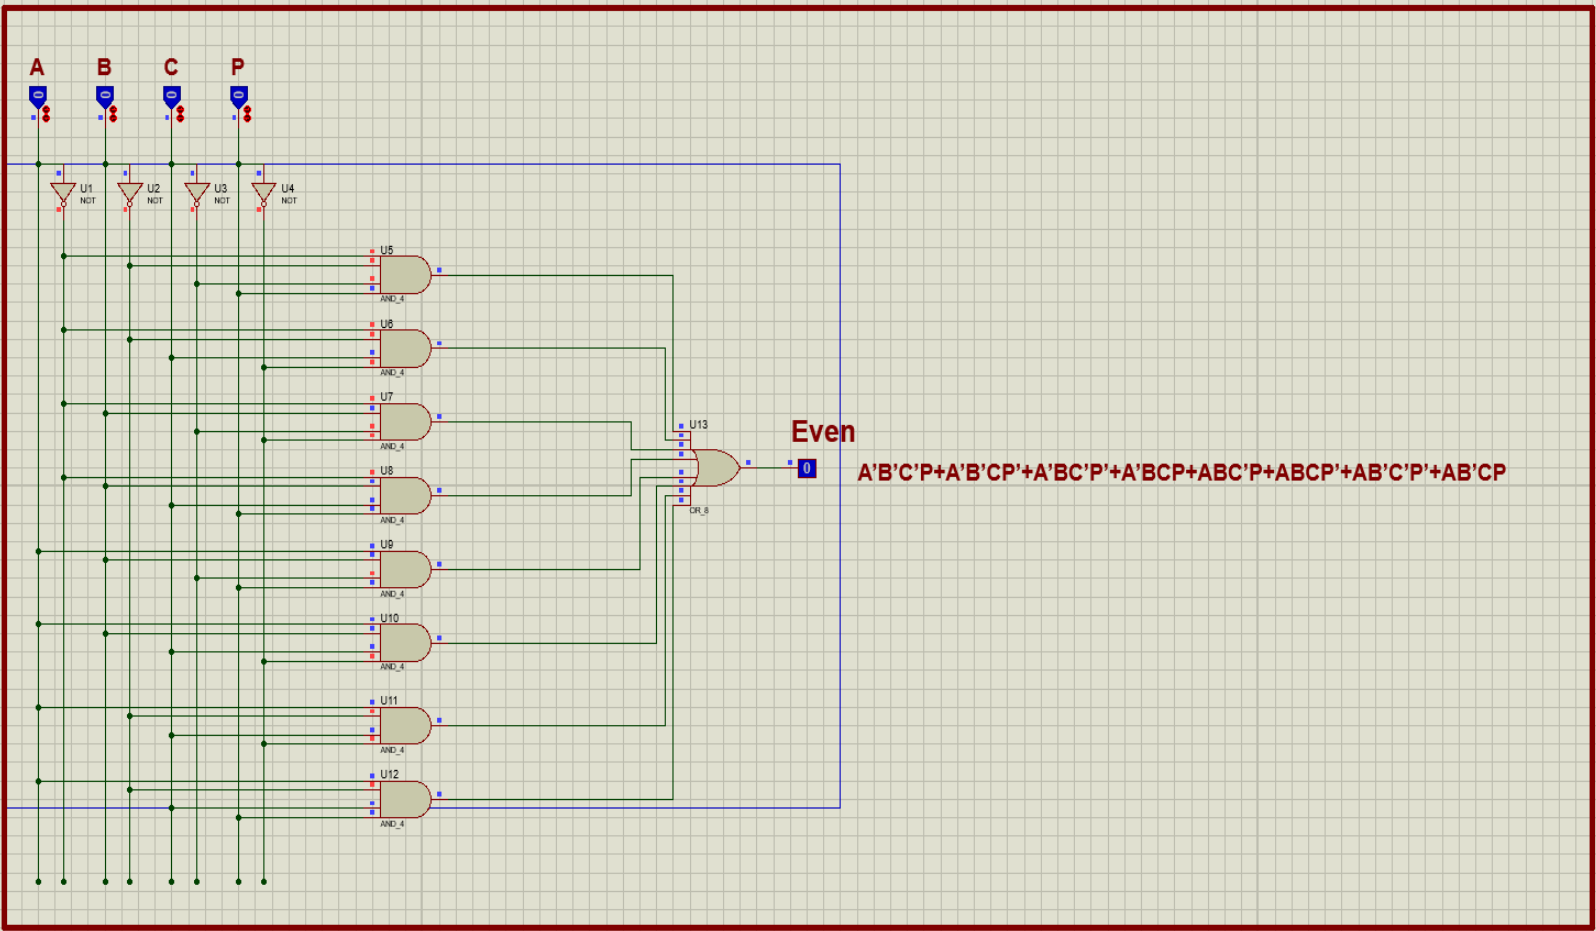 A B C P
0 0 0 0
U1 U2 U3 U4
NOT NOT NOT NOT
U5
AND_4
U6
AND_4
U7
AND_4
U13
Even
0
A'B'C'P+A'B'CP'+A'BC'P'+A'BCP+ABC'P+ABCP'+AB'C'P'+AB'CP
OR_8
U8
AND_4
U9
AND_4
U10
AND_4
U11
AND_4
U12
AND_4